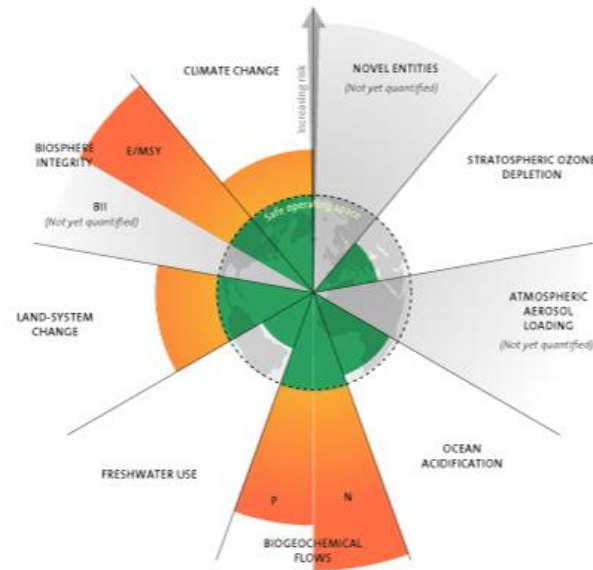 CLIMATE CHANGE
Increasing risk
NOVEL ENTITIES
(Not yet quantified)
STRATOSPHERIC OZONE
DEPLETION
ATMOSPHERIC
AEROSOL
LOADING
(Not yet quantified)
OCEAN
ACIDIFICATION
N
P
BIOGEOCHEMICAL
FLOWS
FRESHWATER USE
LAND-SYSTEM
CHANGE
BIOSPHERE
INTEGRITY
E/MSY
BII
(Not yet quantified)
Safe operating space